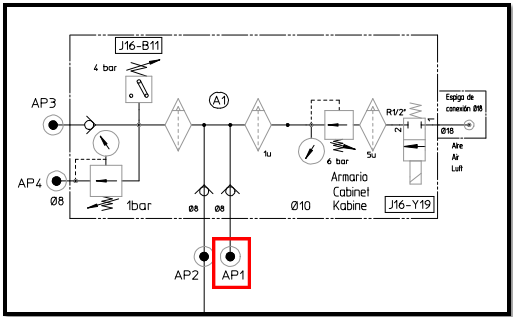 J16-B11
4 bar
AP3
A1
Espiga de
conexión Ø18
R1/2"
2
1
Ø18
AP4
Ø8
1bar
1u
6 bar
5u
Aire
Air
Luft
Armario
Cabinet
Kabine
Ø8
Ø8
Ø10
J16-Y19
AP2
AP1